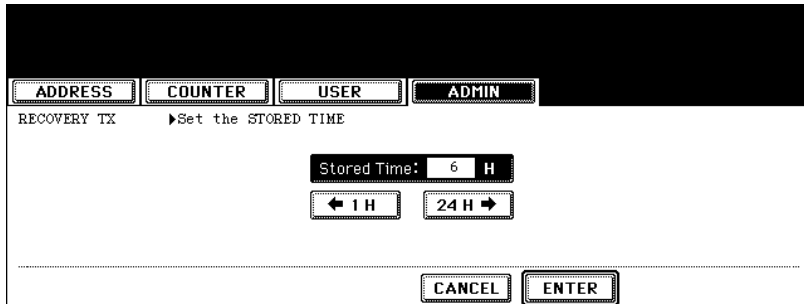 ADDRESS COUNTER USER ADMIN
RECOVERY TX ▶Set the STORED TIME
Stored Time: 6 H
← 1 H 24 H →
CANCEL ENTER